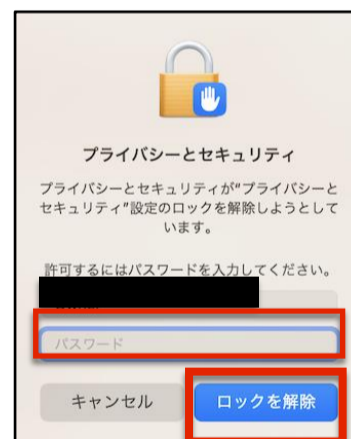 プライバシーとセキュリティ
プライバシーとセキュリティが"プライバシーと
セキュリティ"設定のロックを解除しようとして
います。
許可するにはパスワードを入力してください。
パスワード
キャンセル
ロックを解除